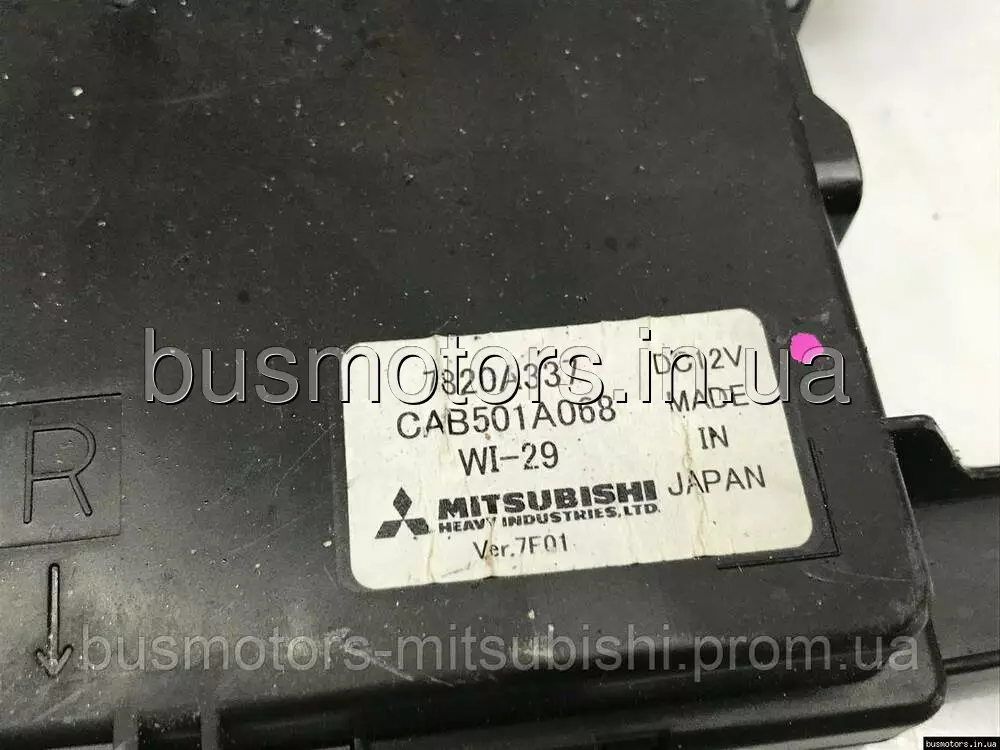 busmotors.in.ua
7820A337
CAB501A068
WI-29
DC12V
MADE
IN
JAPAN
MITSUBISHI
HEAVY INDUSTRIES,LTD.
Ver.7F01
R
busmotors-mitsubishi.prom.ua
busmotors.in.ua